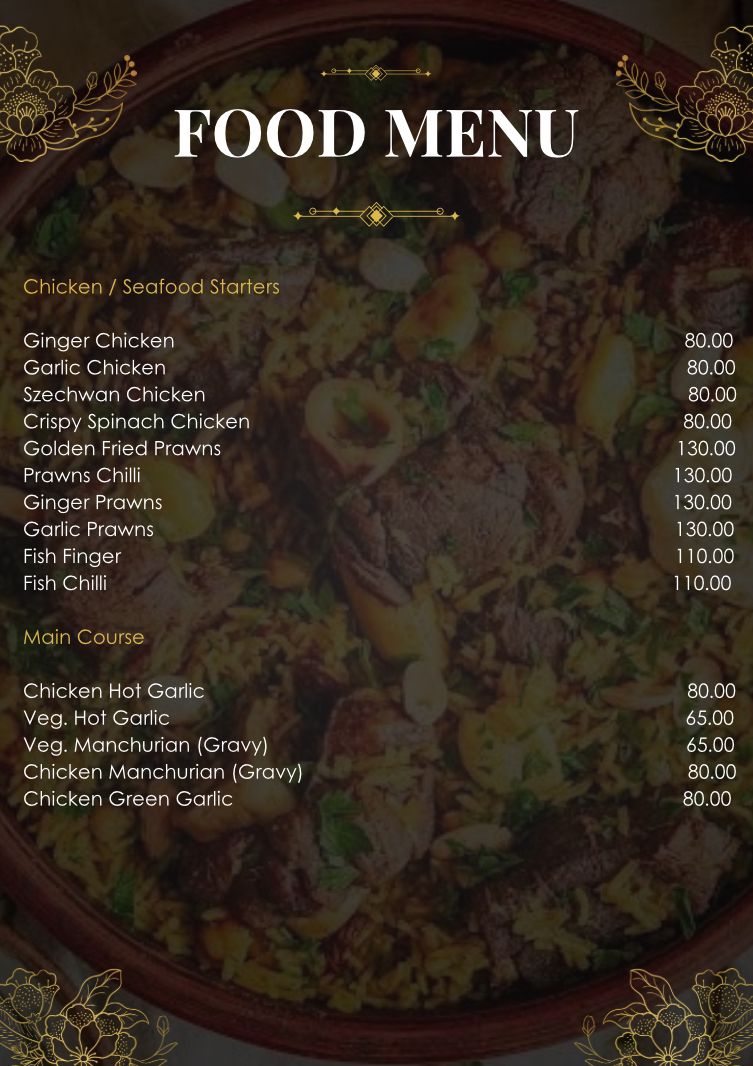 FOOD MENU
Chicken / Seafood Starters
Ginger Chicken 80.00
Garlic Chicken 80.00
Szechwan Chicken 80.00
Crispy Spinach Chicken 80.00
Golden Fried Prawns 130.00
Prawns Chilli 130.00
Ginger Prawns 130.00
Garlic Prawns 130.00
Fish Finger 110.00
Fish Chilli 110.00
Main Course
Chicken Hot Garlic 80.00
Veg. Hot Garlic 65.00
Veg. Manchurian (Gravy) 65.00
Chicken Manchurian (Gravy) 80.00
Chicken Green Garlic 80.00